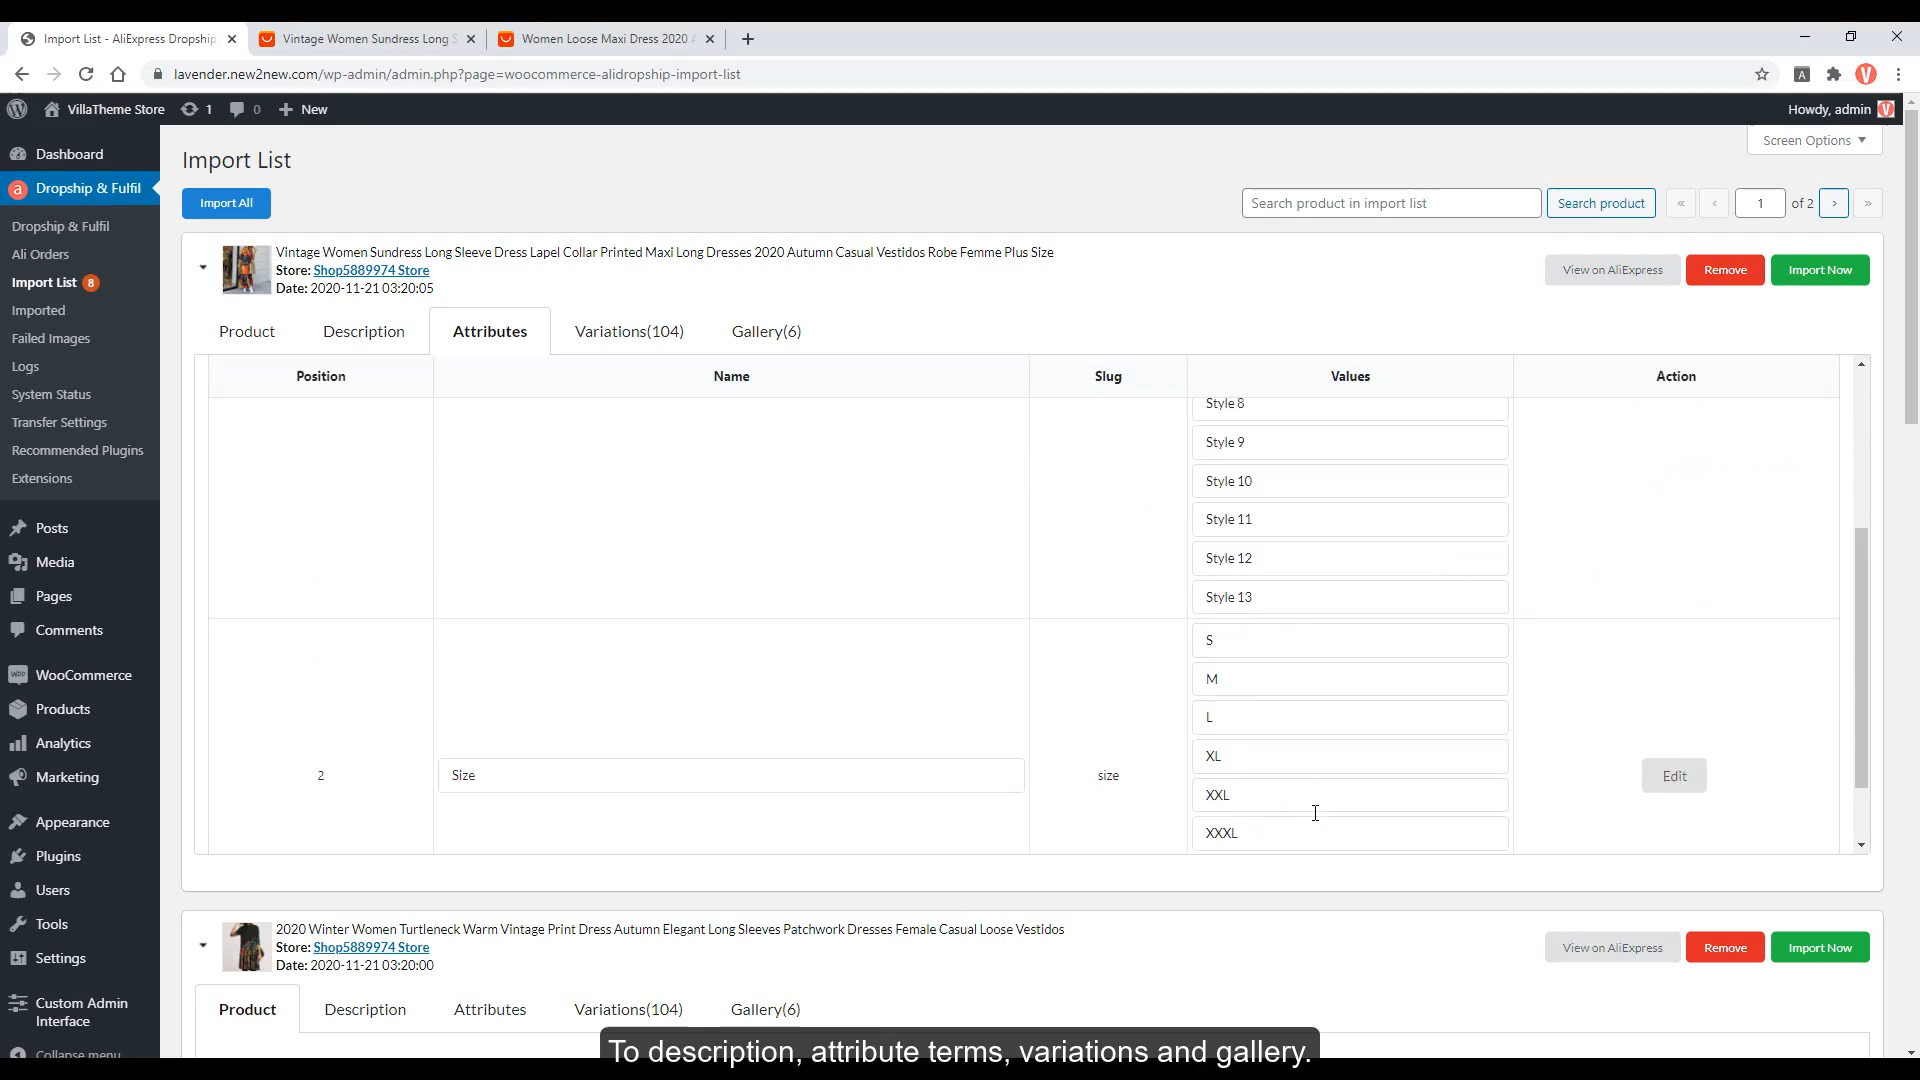 Import List - AliExpress Dropship
Vintage Women Sundress Long S
Women Loose Maxi Dress 2020 A
lavender.new2new.com/wp-admin/admin.php?page=woocommerce-alidropship-import-list
VillaTheme Store
1
0
New
Howdy, admin
Dashboard
Dropship & Fulfil
Dropship & Fulfil
Ali Orders
Import List 8
Imported
Failed Images
Logs
System Status
Transfer Settings
Recommended Plugins
Extensions
Posts
Media
Pages
Comments
WooCommerce
Products
Analytics
Marketing
Appearance
Plugins
Users
Tools
Settings
Custom Admin
Interface
Collapse menu
Screen Options
Import List
Import All
Search product in import list
Search product
« ‹ 1 of 2 › »
Vintage Women Sundress Long Sleeve Dress Lapel Collar Printed Maxi Long Dresses 2020 Autumn Casual Vestidos Robe Femme Plus Size
Store: Shop5889974 Store
Date: 2020-11-21 03:20:05
View on AliExpress
Remove
Import Now
Product
Description
Attributes
Variations(104)
Gallery(6)
Position
Name
Slug
Values
Action
Style 8
Style 9
Style 10
Style 11
Style 12
Style 13
S
M
L
XL
XXL
XXXL
2
Size
size
Edit
2020 Winter Women Turtleneck Warm Vintage Print Dress Autumn Elegant Long Sleeves Patchwork Dresses Female Casual Loose Vestidos
Store: Shop5889974 Store
Date: 2020-11-21 03:20:00
View on AliExpress
Remove
Import Now
Product
Description
Attributes
Variations(104)
Gallery(6)
To description, attribute terms, variations and gallery.